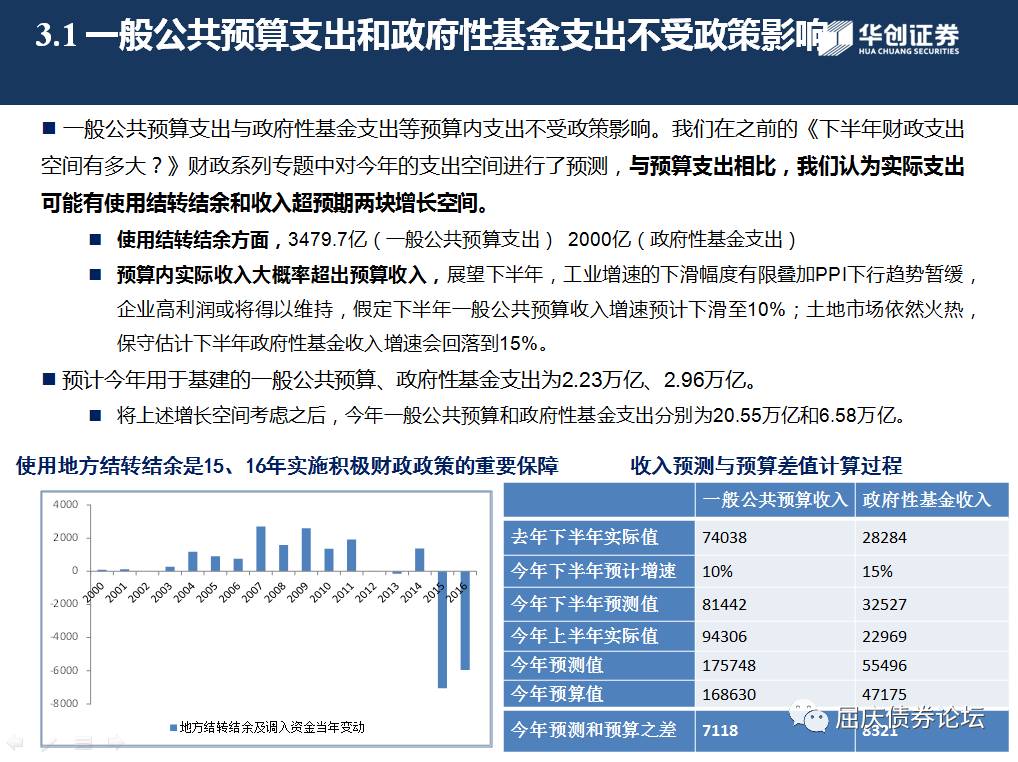 3.1 一般公共预算支出和政府性基金支出不受政策影响
华创证券
HUA CHUANG SECURITIES
一般公共预算支出与政府性基金支出等预算内支出不受政策影响。我们在之前的《下半年财政支出
空间有多大？》财政系列专题中对今年的支出空间进行了预测，与预算支出相比，我们认为实际支出
可能有使用结转结余和收入超预期两块增长空间。
使用结转结余方面，3479.7亿（一般公共预算支出） 2000亿（政府性基金支出）
预算内实际收入大概率超出预算收入，展望下半年，工业增速的下滑幅度有限叠加PPI下行趋势暂缓，
企业高利润或将得以维持，假定下半年一般公共预算收入增速预计下滑至10%；土地市场依然火热，
保守估计下半年政府性基金收入增速会回落到15%。
预计今年用于基建的一般公共预算、政府性基金支出为2.23万亿、2.96万亿。
将上述增长空间考虑之后，今年一般公共预算和政府性基金支出分别为20.55万亿和6.58万亿。
使用地方结转结余是15、16年实施积极财政政策的重要保障
4000
2000
0
-2000
-4000
-6000
-8000
2000 2001 2002 2003 2004 2005 2006 2007 2008 2009 2010 2011 2012 2013 2014 2015 2016
地方结转结余及调入资金当年变动
收入预测与预算差值计算过程
一般公共预算收入 政府性基金收入
去年下半年实际值 74038 28284
今年下半年预计增速 10% 15%
今年下半年预测值 81442 32527
今年上半年实际值 94306 22969
今年预测值 175748 55496
今年预算值 168630 47175
今年预测和预算之差 7118 8321
屈庆债券论坛